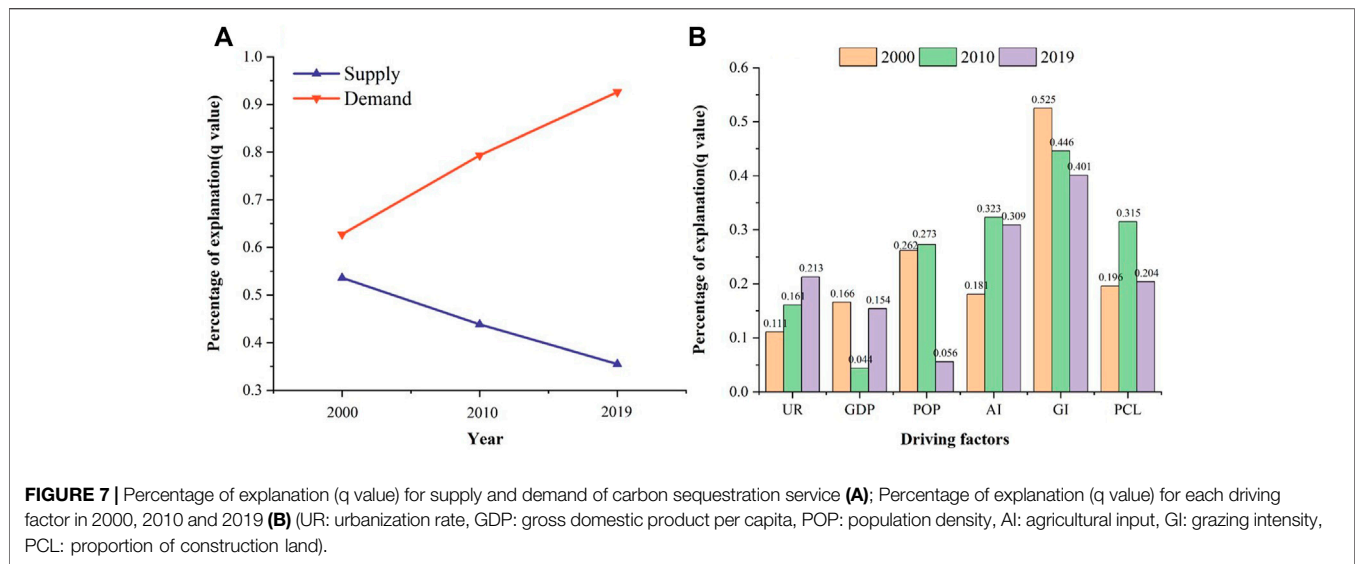 A
1.0
0.9
0.8
0.7
0.6
0.5
0.4
0.3
Percentage of explanation(q value)
Supply
Demand
2000 2010 2019
Year
B
2000 2010 2019
0.6
0.5
0.4
0.3
0.2
0.1
0.0
Percentage of explanation(q value)
0.111 0.161 0.213
0.166 0.044 0.154
0.262 0.273 0.056
0.181 0.323 0.309
0.525 0.446 0.401
0.196 0.315 0.204
UR GDP POP AI GI PCL
Driving factors
FIGURE 7 | Percentage of explanation (q value) for supply and demand of carbon sequestration service (A); Percentage of explanation (q value) for each driving
factor in 2000, 2010 and 2019 (B) (UR: urbanization rate, GDP: gross domestic product per capita, POP: population density, AI: agricultural input, GI: grazing intensity,
PCL: proportion of construction land).